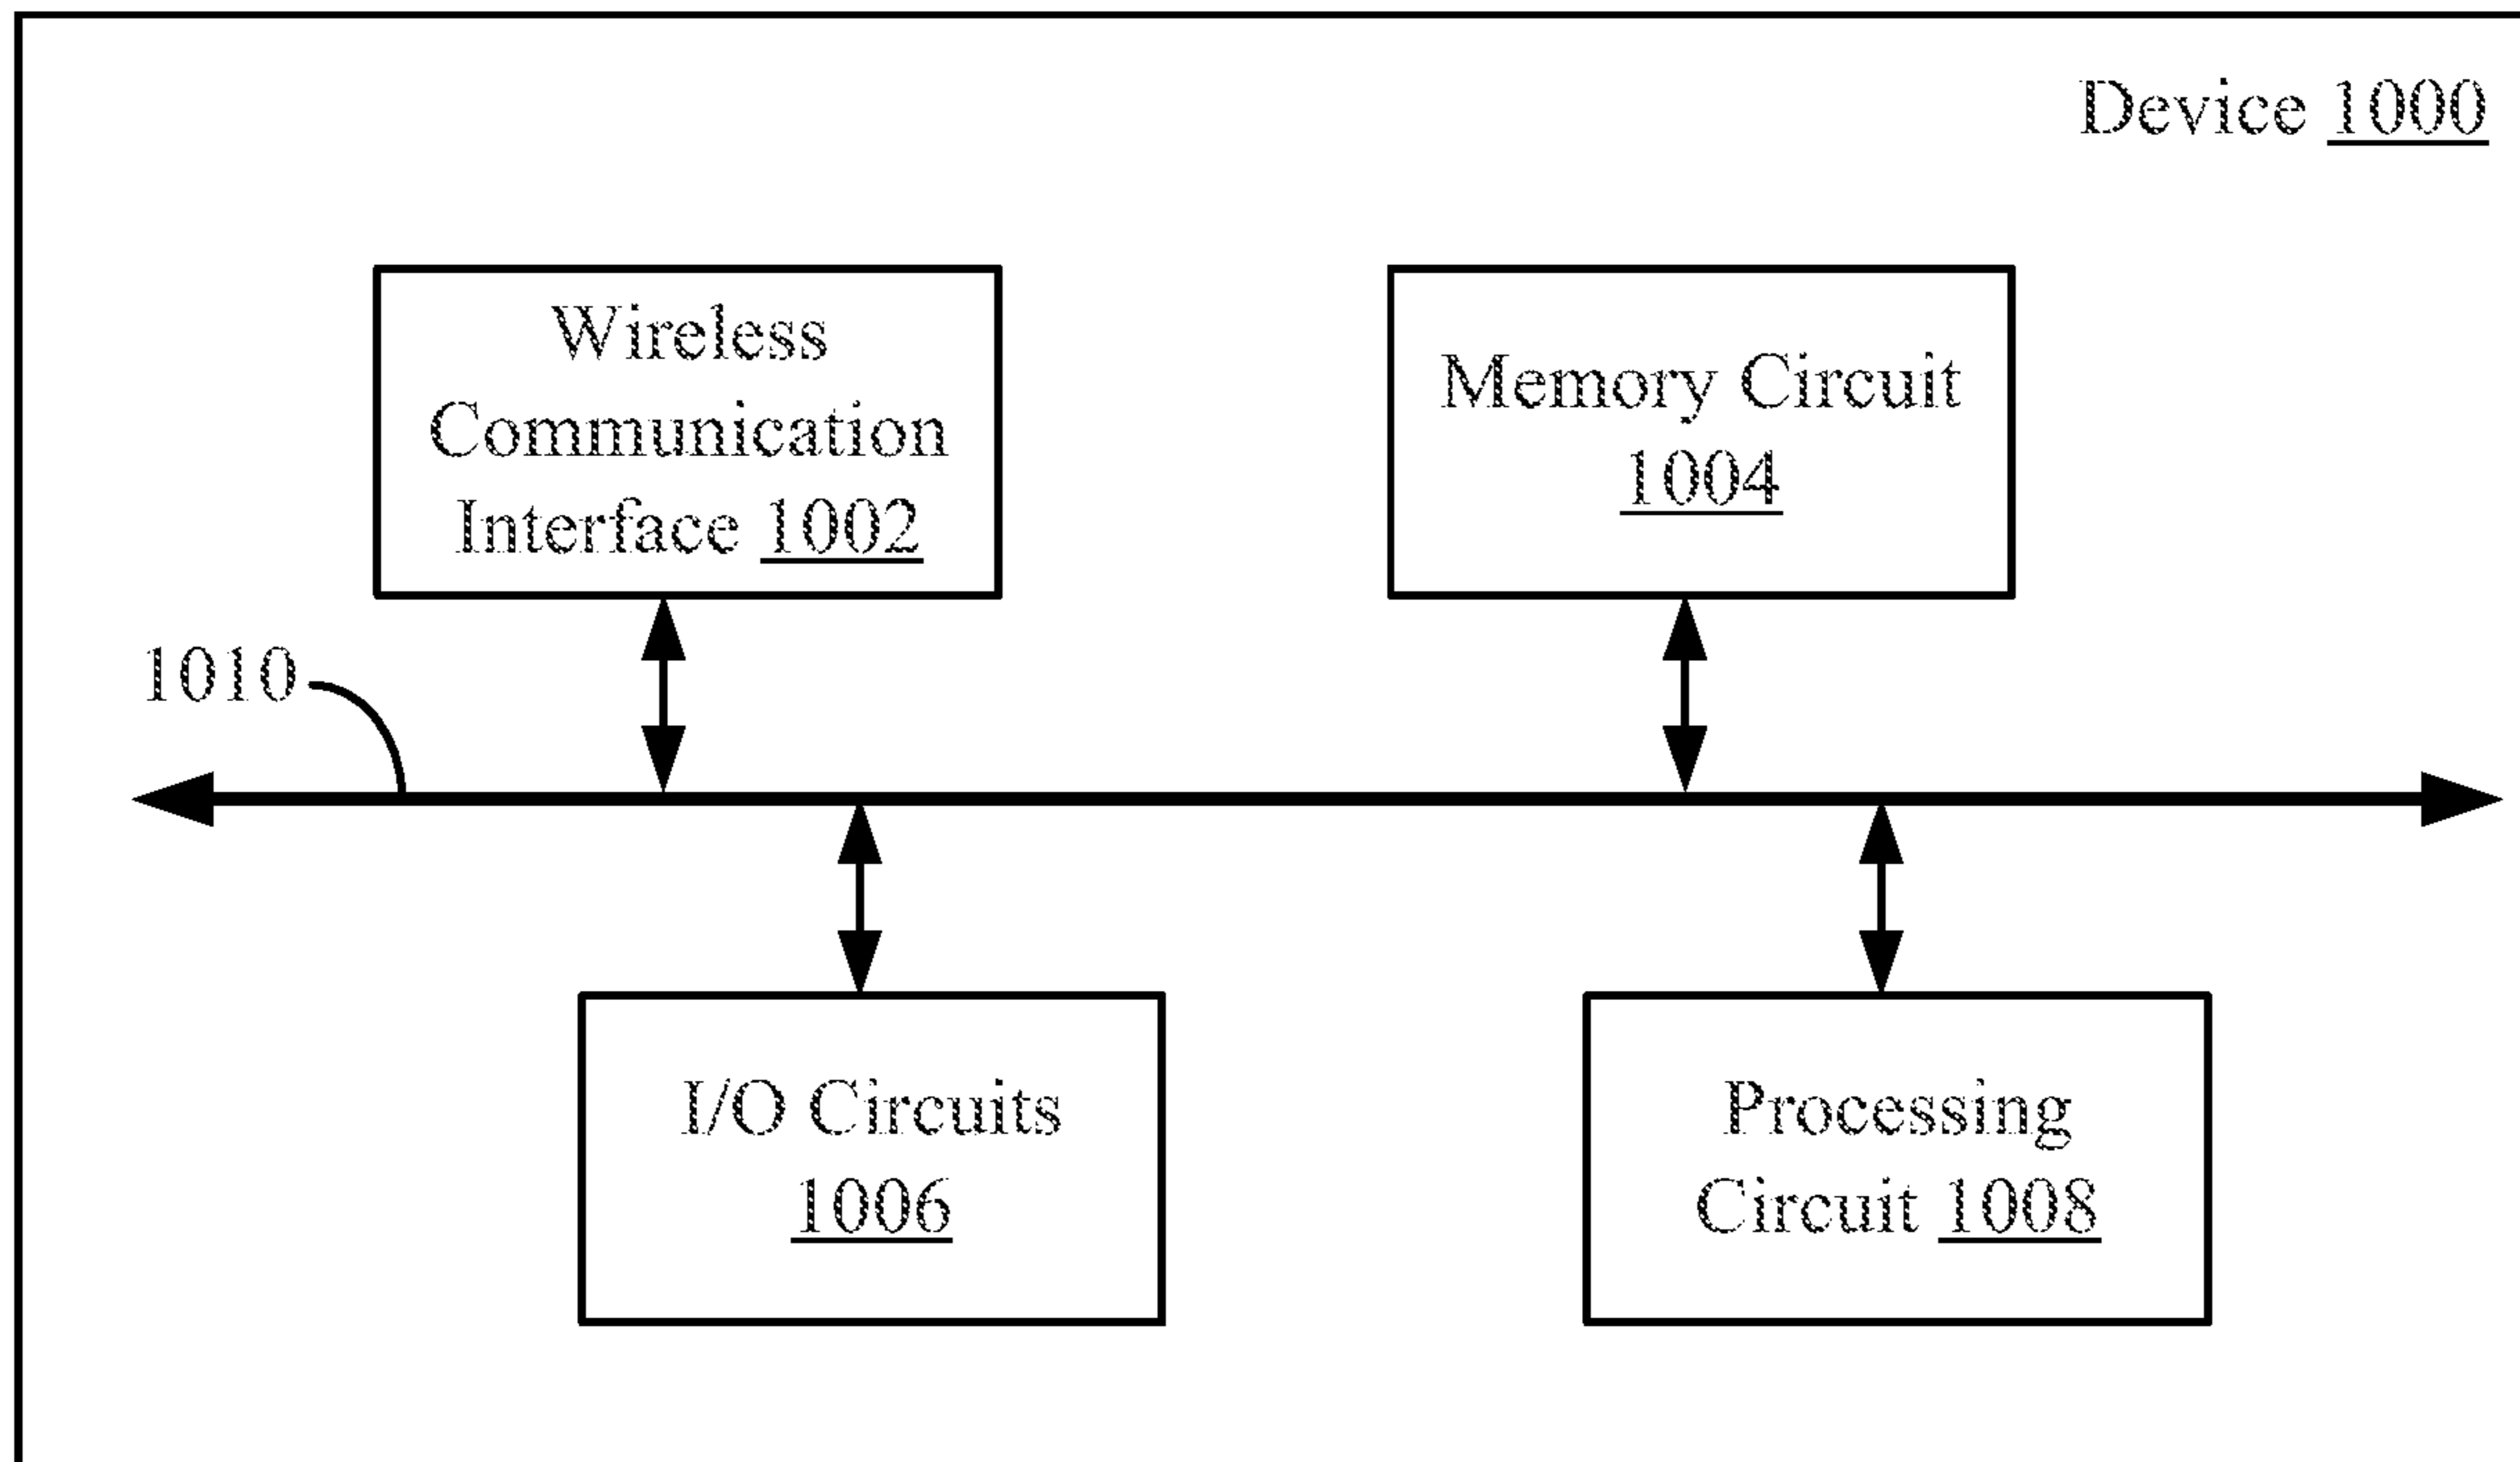 Device 1000
Wireless
Communication
Interface 1002
Memory Circuit
1004
1010
I/O Circuits
1006
Processing
Circuit 1008